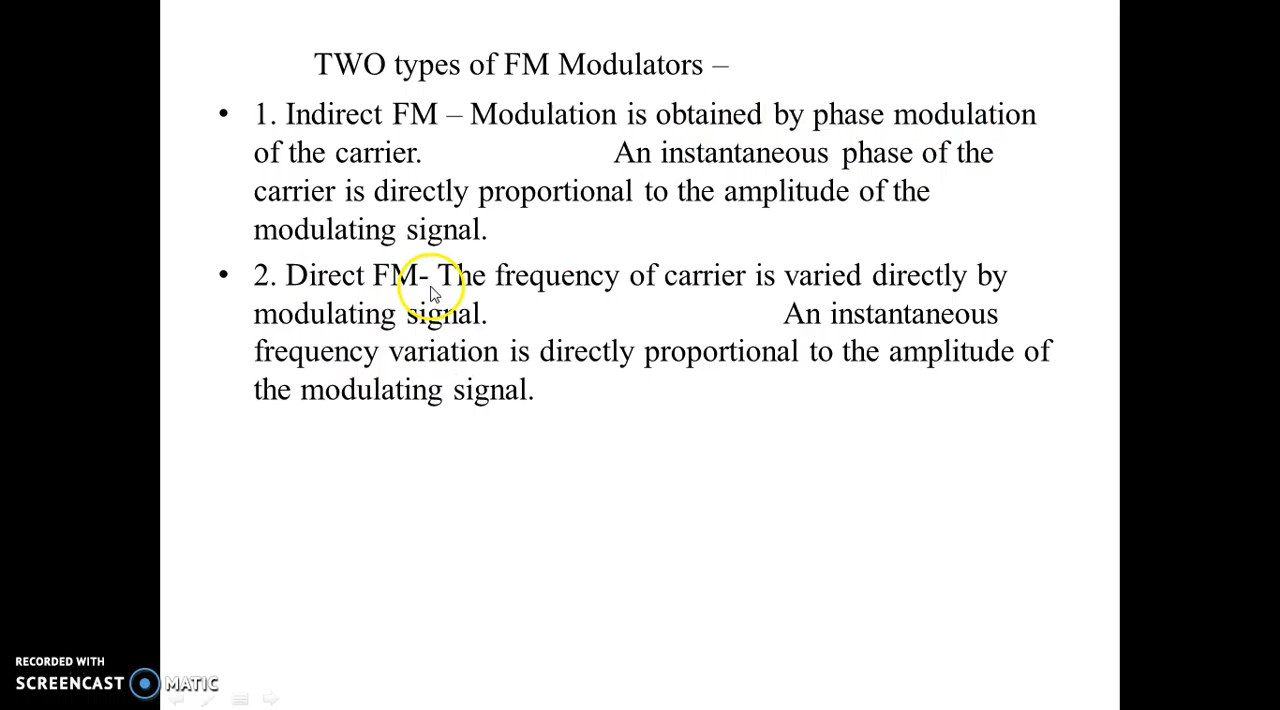 TWO types of FM Modulators –
• 1. Indirect FM – Modulation is obtained by phase modulation
of the carrier. An instantaneous phase of the
carrier is directly proportional to the amplitude of the
modulating signal.
• 2. Direct FM- The frequency of carrier is varied directly by
modulating signal. An instantaneous
frequency variation is directly proportional to the amplitude of
the modulating signal.
RECORDED WITH
SCREENCAST MATIC